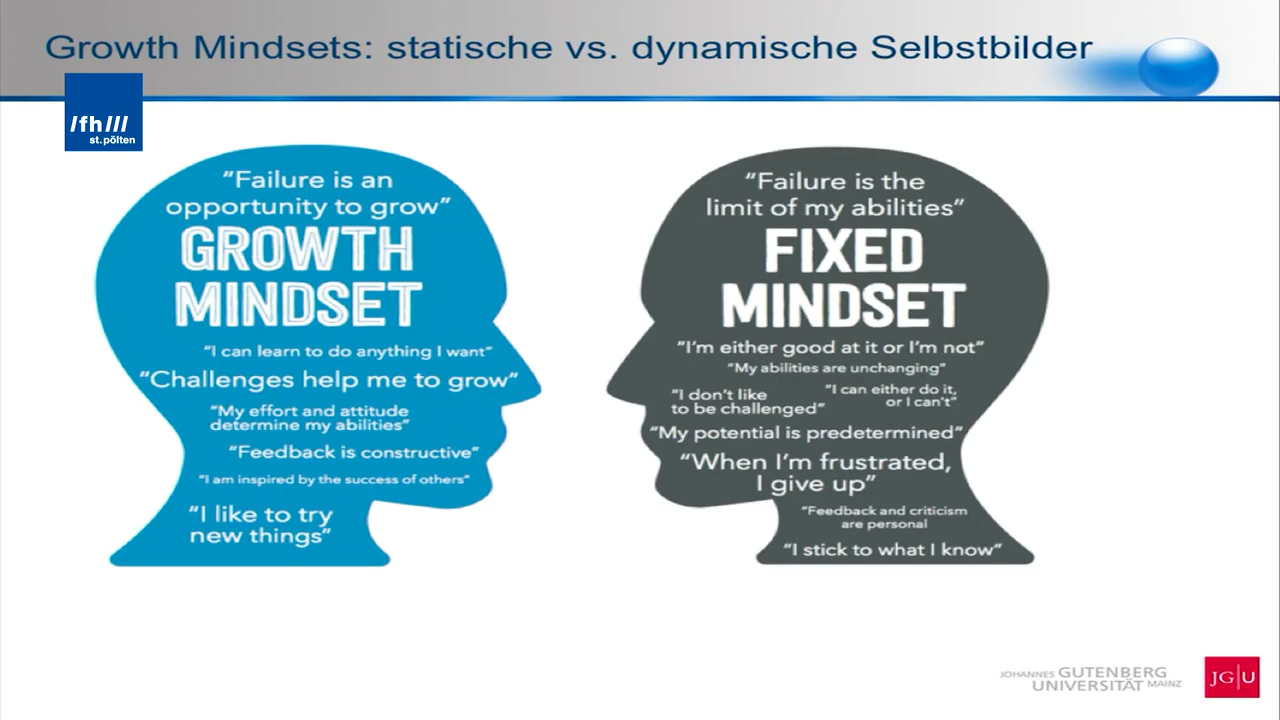 Growth Mindsets: statische vs. dynamische Selbstbilder
/fh///
st.pölten
“Failure is an
opportunity to grow”
GROWTH
MINDSET
“I can learn to do anything I want”
“Challenges help me to grow”
“My effort and attitude
determine my abilities”
“Feedback is constructive”
“I am inspired by the success of others”
“I like to try
new things”
“Failure is the
limit of my abilities”
FIXED
MINDSET
“I’m either good at it or I’m not”
“My abilities are unchanging”
“I don’t like
to be challenged”
“I can either do it,
or I can’t”
“My potential is predetermined”
“When I’m frustrated,
I give up”
“Feedback and criticism
are personal
“I stick to what I know”
JOHANNES GUTENBERG
UNIVERSITÄT MAINZ
JG|U